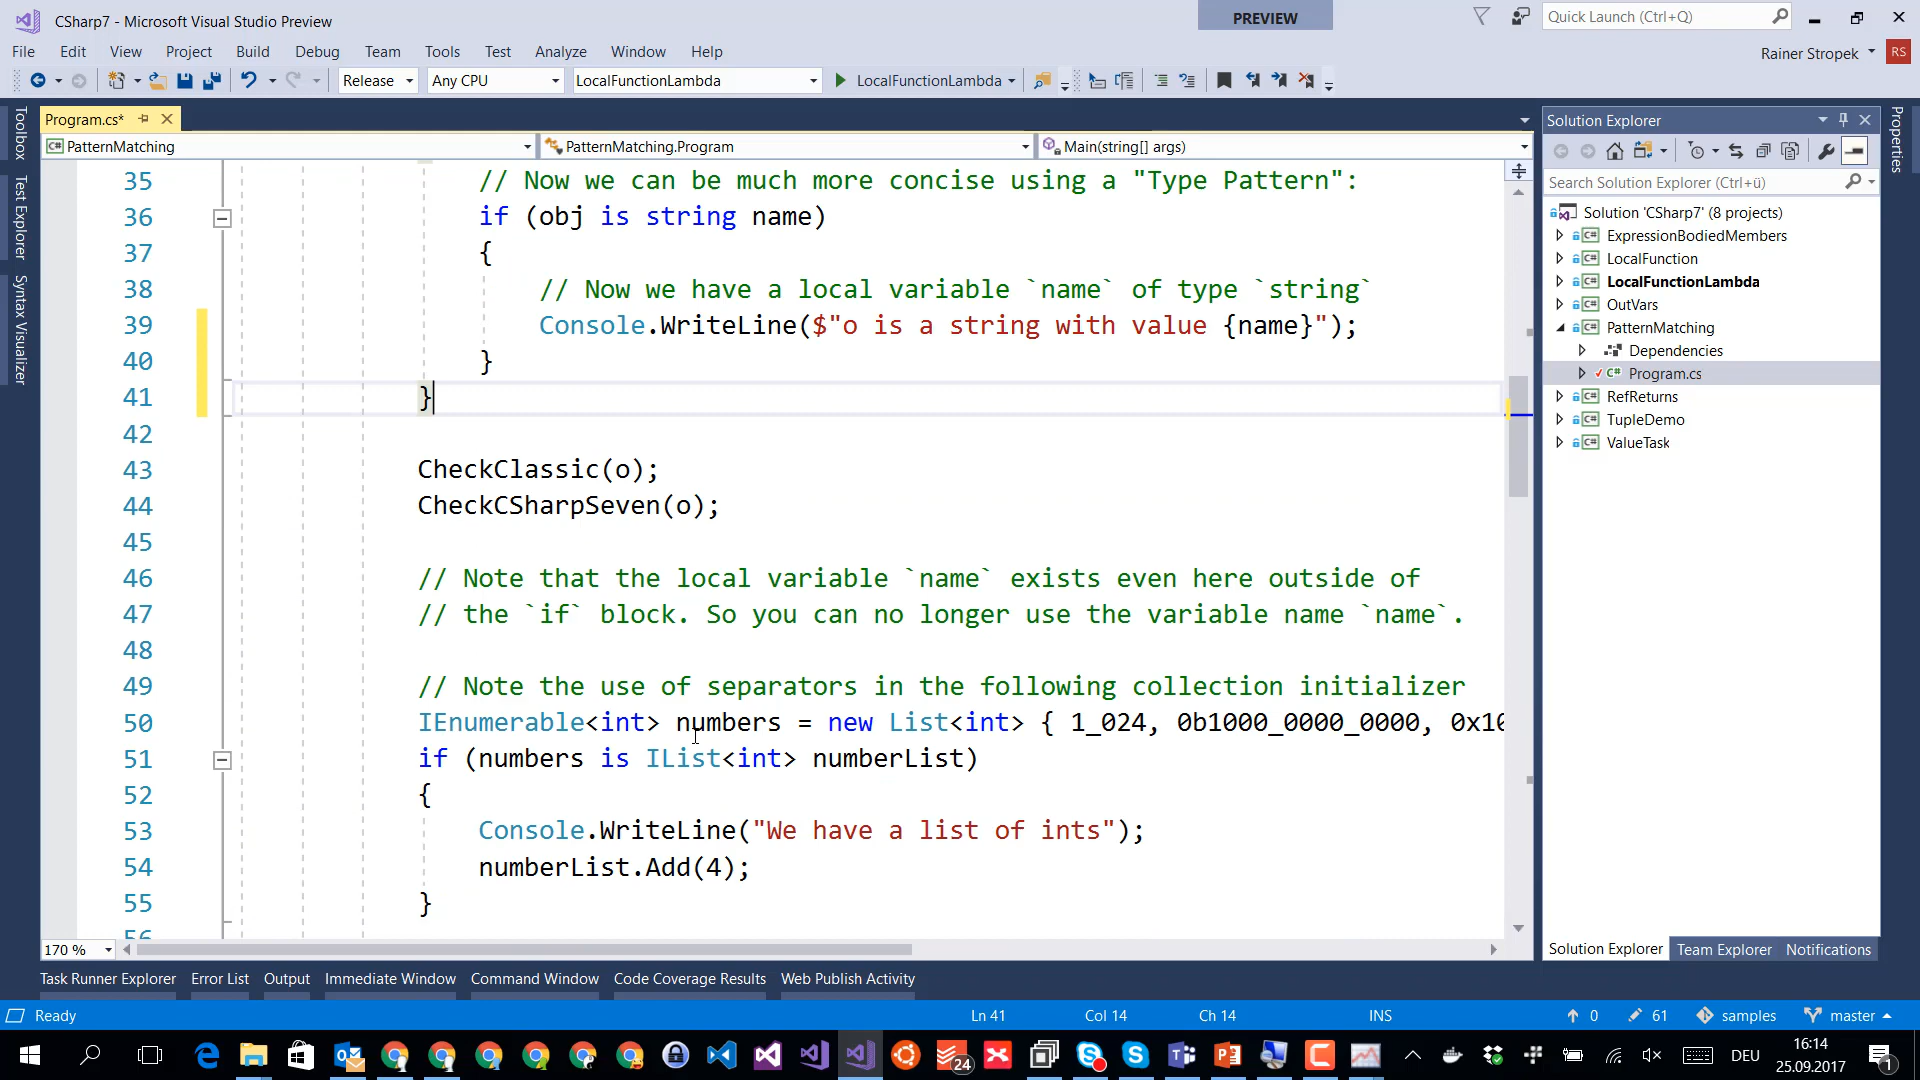 CSharp7 - Microsoft Visual Studio Preview
PREVIEW
Quick Launch (Ctrl+Q)
File Edit View Project Build Debug Team Tools Test Analyze Window Help
Rainer Stropek
RS
Release
Any CPU
LocalFunctionLambda
LocalFunctionLambda
Toolbox
Test Explorer
Syntax Visualizer
Program.cs*
PatternMatching
PatternMatching.Program
Main(string[] args)
35 // Now we can be much more concise using a "Type Pattern":
36 if (obj is string name)
37 {
38 // Now we have a local variable `name` of type `string`
39 Console.WriteLine($"o is a string with value {name}");
40 }
41 }
42
43 CheckClassic(o);
44 CheckCSharpSeven(o);
45
46 // Note that the local variable `name` exists even here outside of
47 // the `if` block. So you can no longer use the variable name `name`.
48
49 // Note the use of separators in the following collection initializer
50 IEnumerable<int> numbers = new List<int> { 1_024, 0b1000_0000_0000, 0x10
51 if (numbers is IList<int> numberList)
52 {
53 Console.WriteLine("We have a list of ints");
54 numberList.Add(4);
55 }
56
170 %
Solution Explorer
Properties
Search Solution Explorer (Ctrl+ü)
Solution 'CSharp7' (8 projects)
ExpressionBodiedMembers
LocalFunction
LocalFunctionLambda
OutVars
PatternMatching
Dependencies
Program.cs
RefReturns
TupleDemo
ValueTask
Solution Explorer Team Explorer Notifications
Task Runner Explorer Error List Output Immediate Window Command Window Code Coverage Results Web Publish Activity
Ready
Ln 41
Col 14
Ch 14
INS
0
61
samples
master
24
DEU
16:14
25.09.2017
1